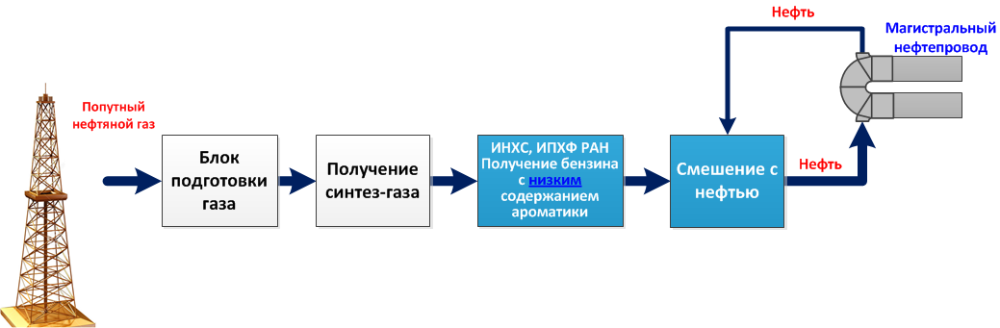 Нефть
Магистральный
нефтепровод
Попутный
нефтяной газ
Блок
подготовки
газа
Получение
синтез-газа
ИНХС, ИПХФ РАН
Получение бензина
с низким
содержанием
ароматики
Смешение с
нефтью
Нефть